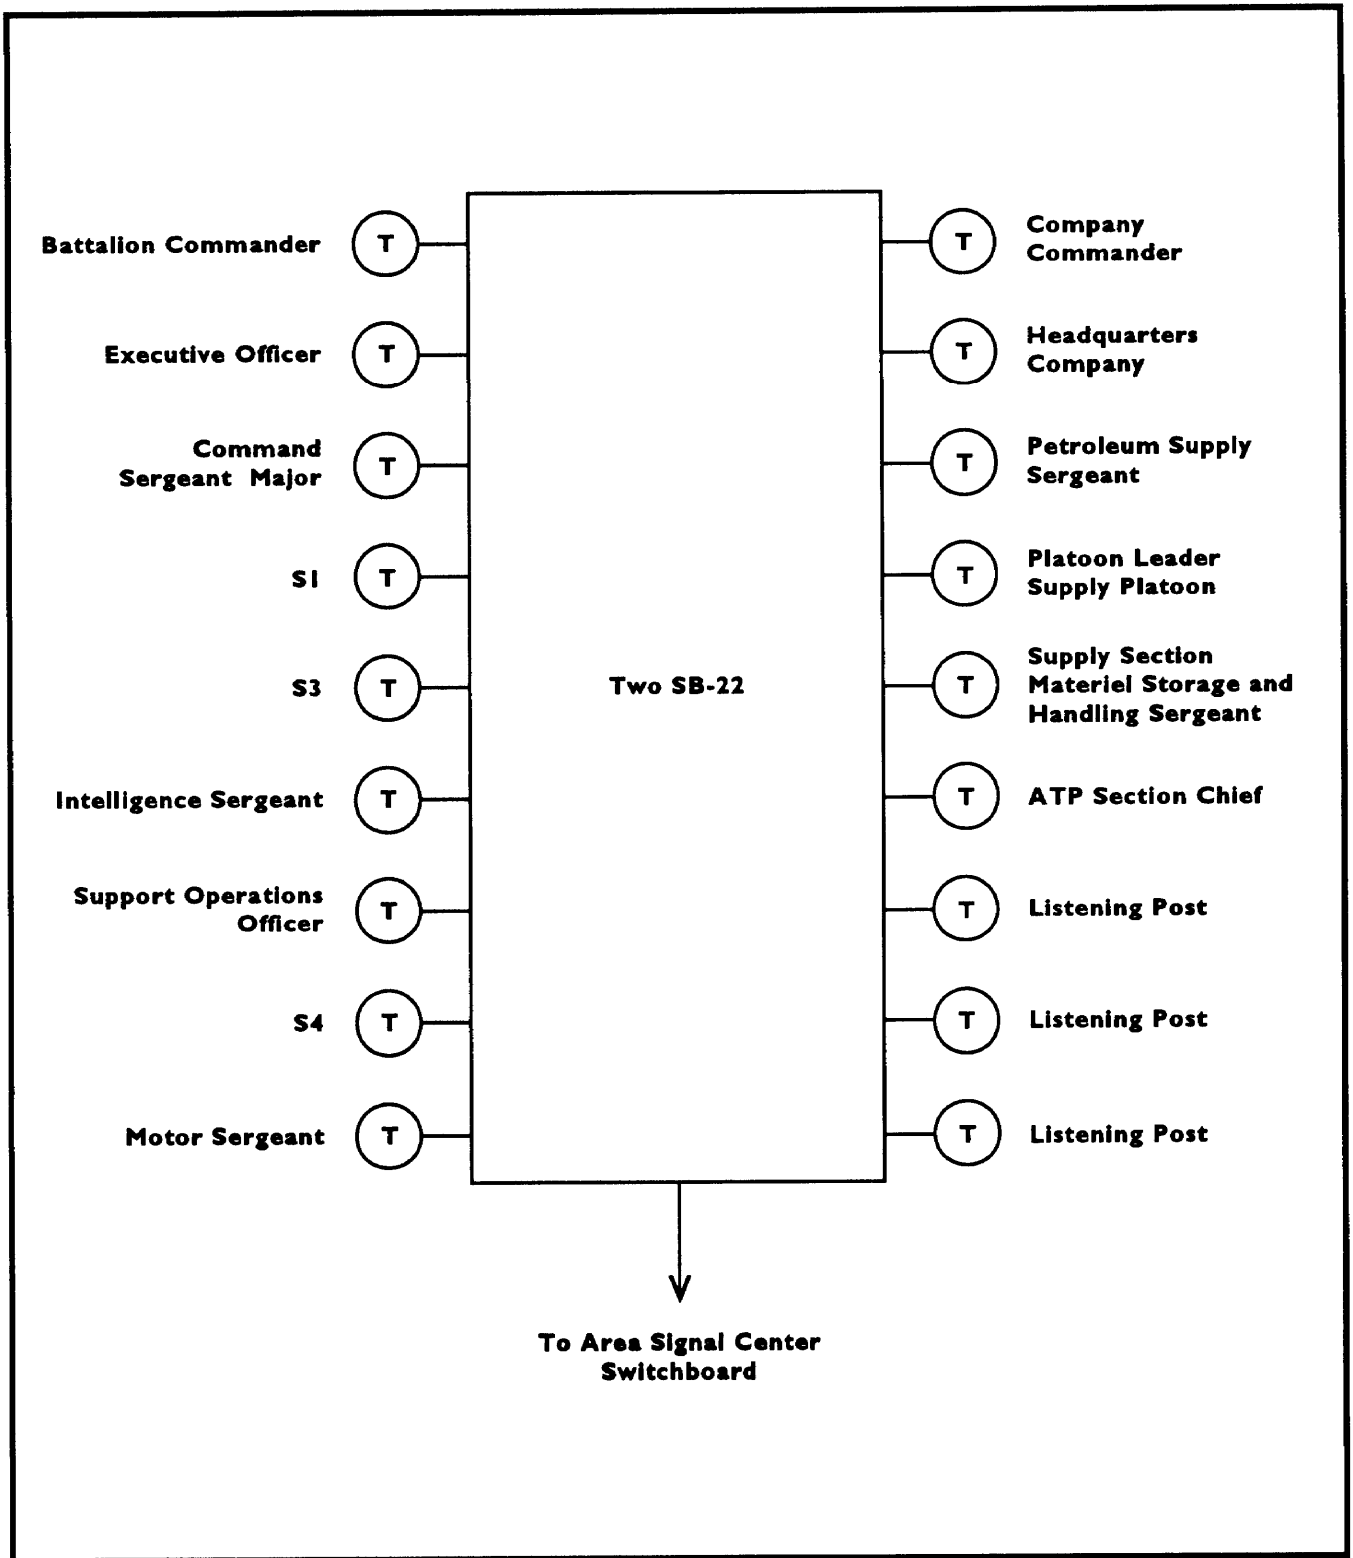 Battalion Commander
T
Executive Officer
T
Command
Sergeant Major
T
S1
T
S3
T
Intelligence Sergeant
T
Support Operations
Officer
T
S4
T
Motor Sergeant
T
Two SB-22
T
Company
Commander
T
Headquarters
Company
T
Petroleum Supply
Sergeant
T
Platoon Leader
Supply Platoon
T
Supply Section
Materiel Storage and
Handling Sergeant
T
ATP Section Chief
T
Listening Post
T
Listening Post
T
Listening Post
To Area Signal Center
Switchboard